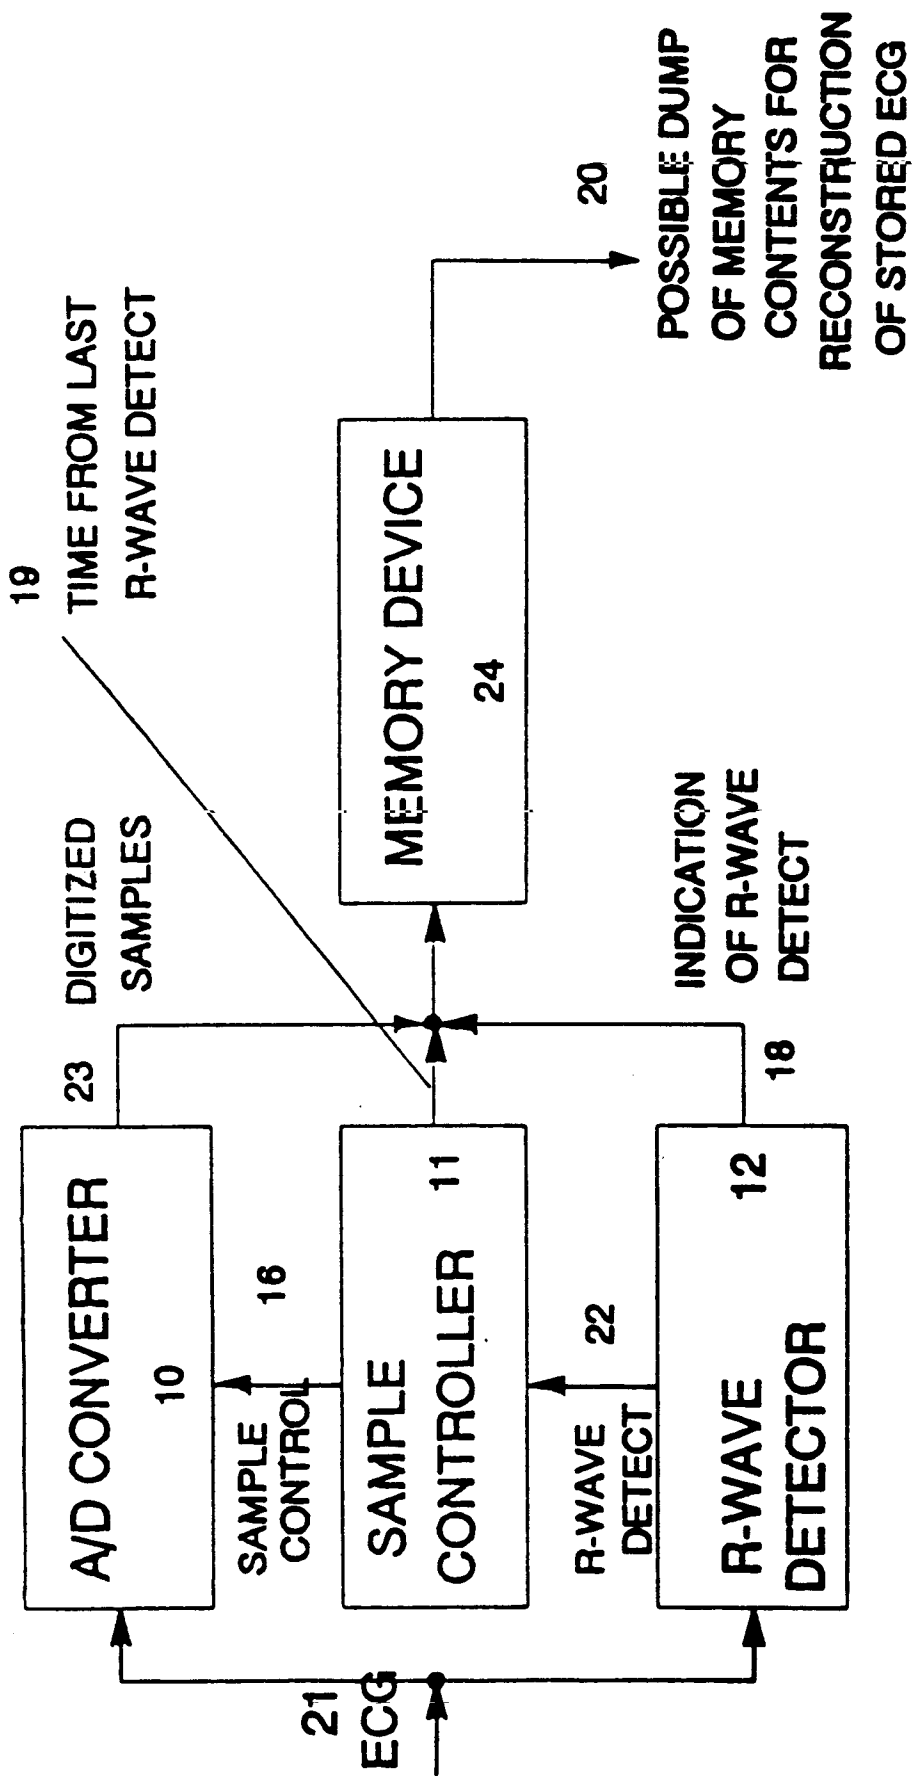 21
ECG
A/D CONVERTER
10
SAMPLE
CONTROL
16
SAMPLE
CONTROLLER
11
R-WAVE
DETECT
22
R-WAVE
DETECTOR
12
23
DIGITIZED
SAMPLES
19
TIME FROM LAST
R-WAVE DETECT
18
INDICATION
OF R-WAVE
DETECT
MEMORY DEVICE
24
20
POSSIBLE DUMP
OF MEMORY
CONTENTS FOR
RECONSTRUCTION
OF STORED ECG